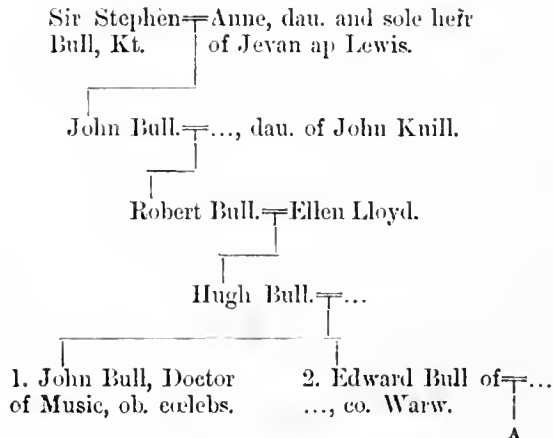 Sir Stephen=Anne, dau. and sole heir
Bull, Kt. of Jevan ap Lewis.
John Bull.=..., dau. of John Knill.
Robert Bull.=Ellen Lloyd.
Hugh Bull.=...
1. John Bull, Doctor 2. Edward Bull of=...
of Music, ob. cœlebs. ..., co. Warw.
A